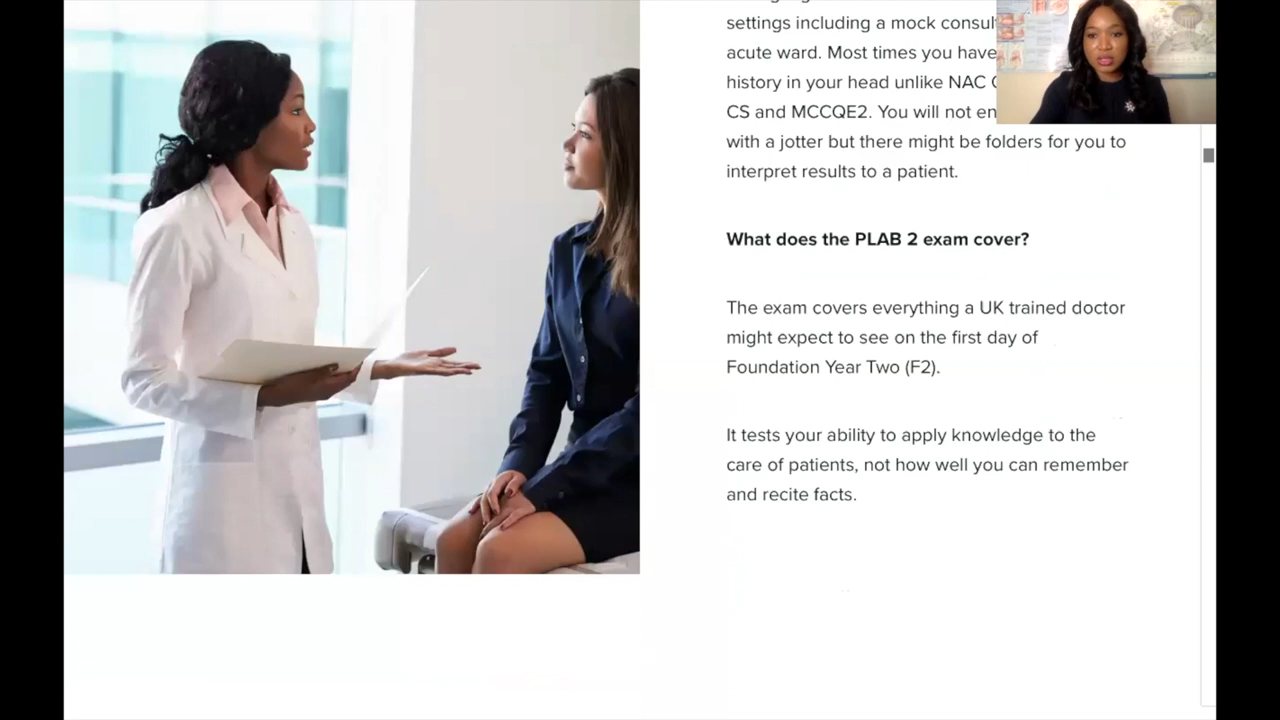 settings including a mock
acute ward. Most times you have
history in your head unlike NAC
CS and MCCQE2. You will not
with a jotter but there might be folders for you to
interpret results to a patient.
What does the PLAB 2 exam cover?
The exam covers everything a UK trained doctor
might expect to see on the first day of
Foundation Year Two (F2).
It tests your ability to apply knowledge to the
care of patients, not how well you can remember
and recite facts.